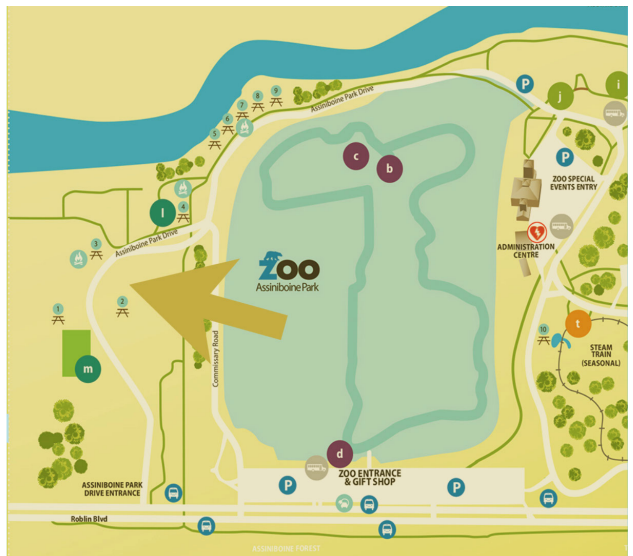 9
8
7
6
5
Assiniboine Park Drive
P
j
i
c
b
P
ZOO SPECIAL
EVENTS ENTRY
4
l
Assiniboine Park Drive
3
ADMINISTRATION
CENTRE
ZOO
Assiniboine Park
1
2
10
t
STEAM
TRAIN
(SEASONAL)
Commissary Road
m
d
ZOO ENTRANCE
& GIFT SHOP
P
P
ASSINIBOINE PARK
DRIVE ENTRANCE
Roblin Blvd
ASSINIBOINE FOREST